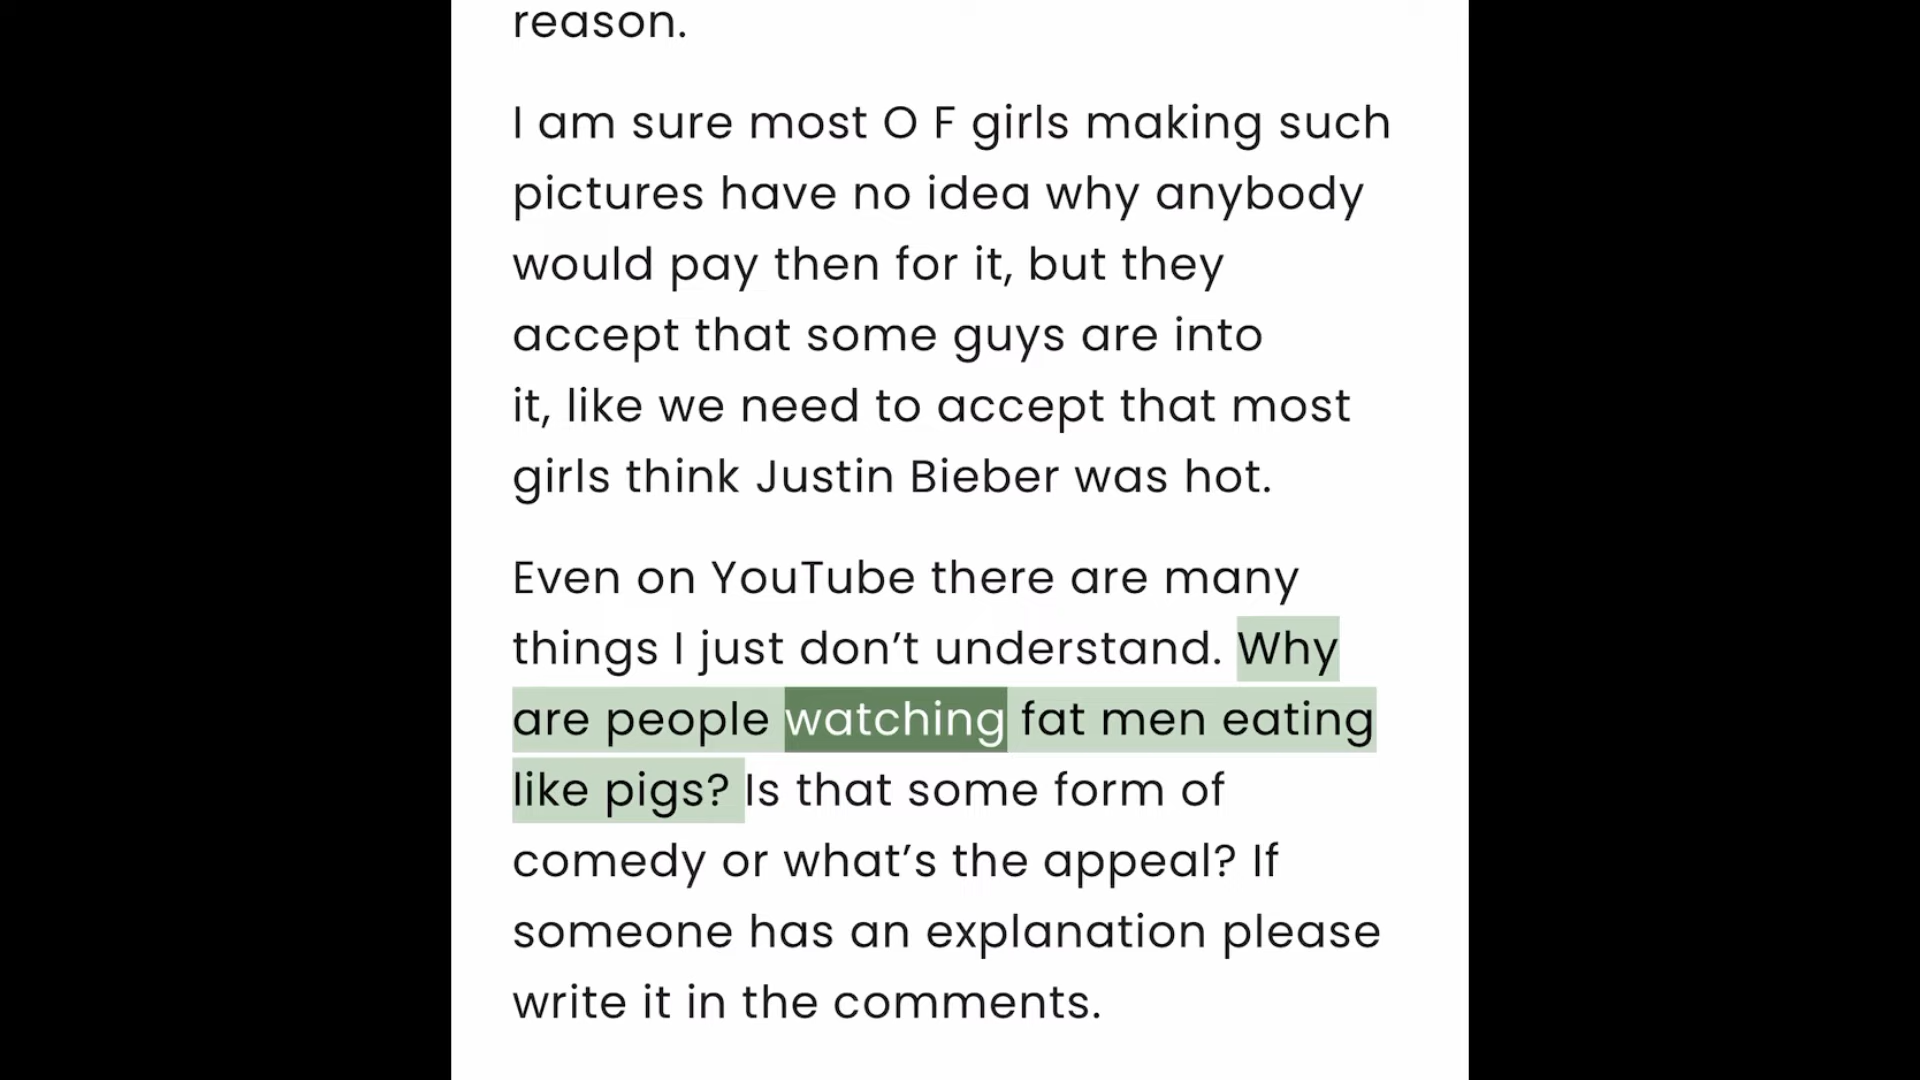 reason.
I am sure most O F girls making such
pictures have no idea why anybody
would pay then for it, but they
accept that some guys are into
it, like we need to accept that most
girls think Justin Bieber was hot.
Even on YouTube there are many
things I just don’t understand. Why
are people watching fat men eating
like pigs? Is that some form of
comedy or what’s the appeal? If
someone has an explanation please
write it in the comments.